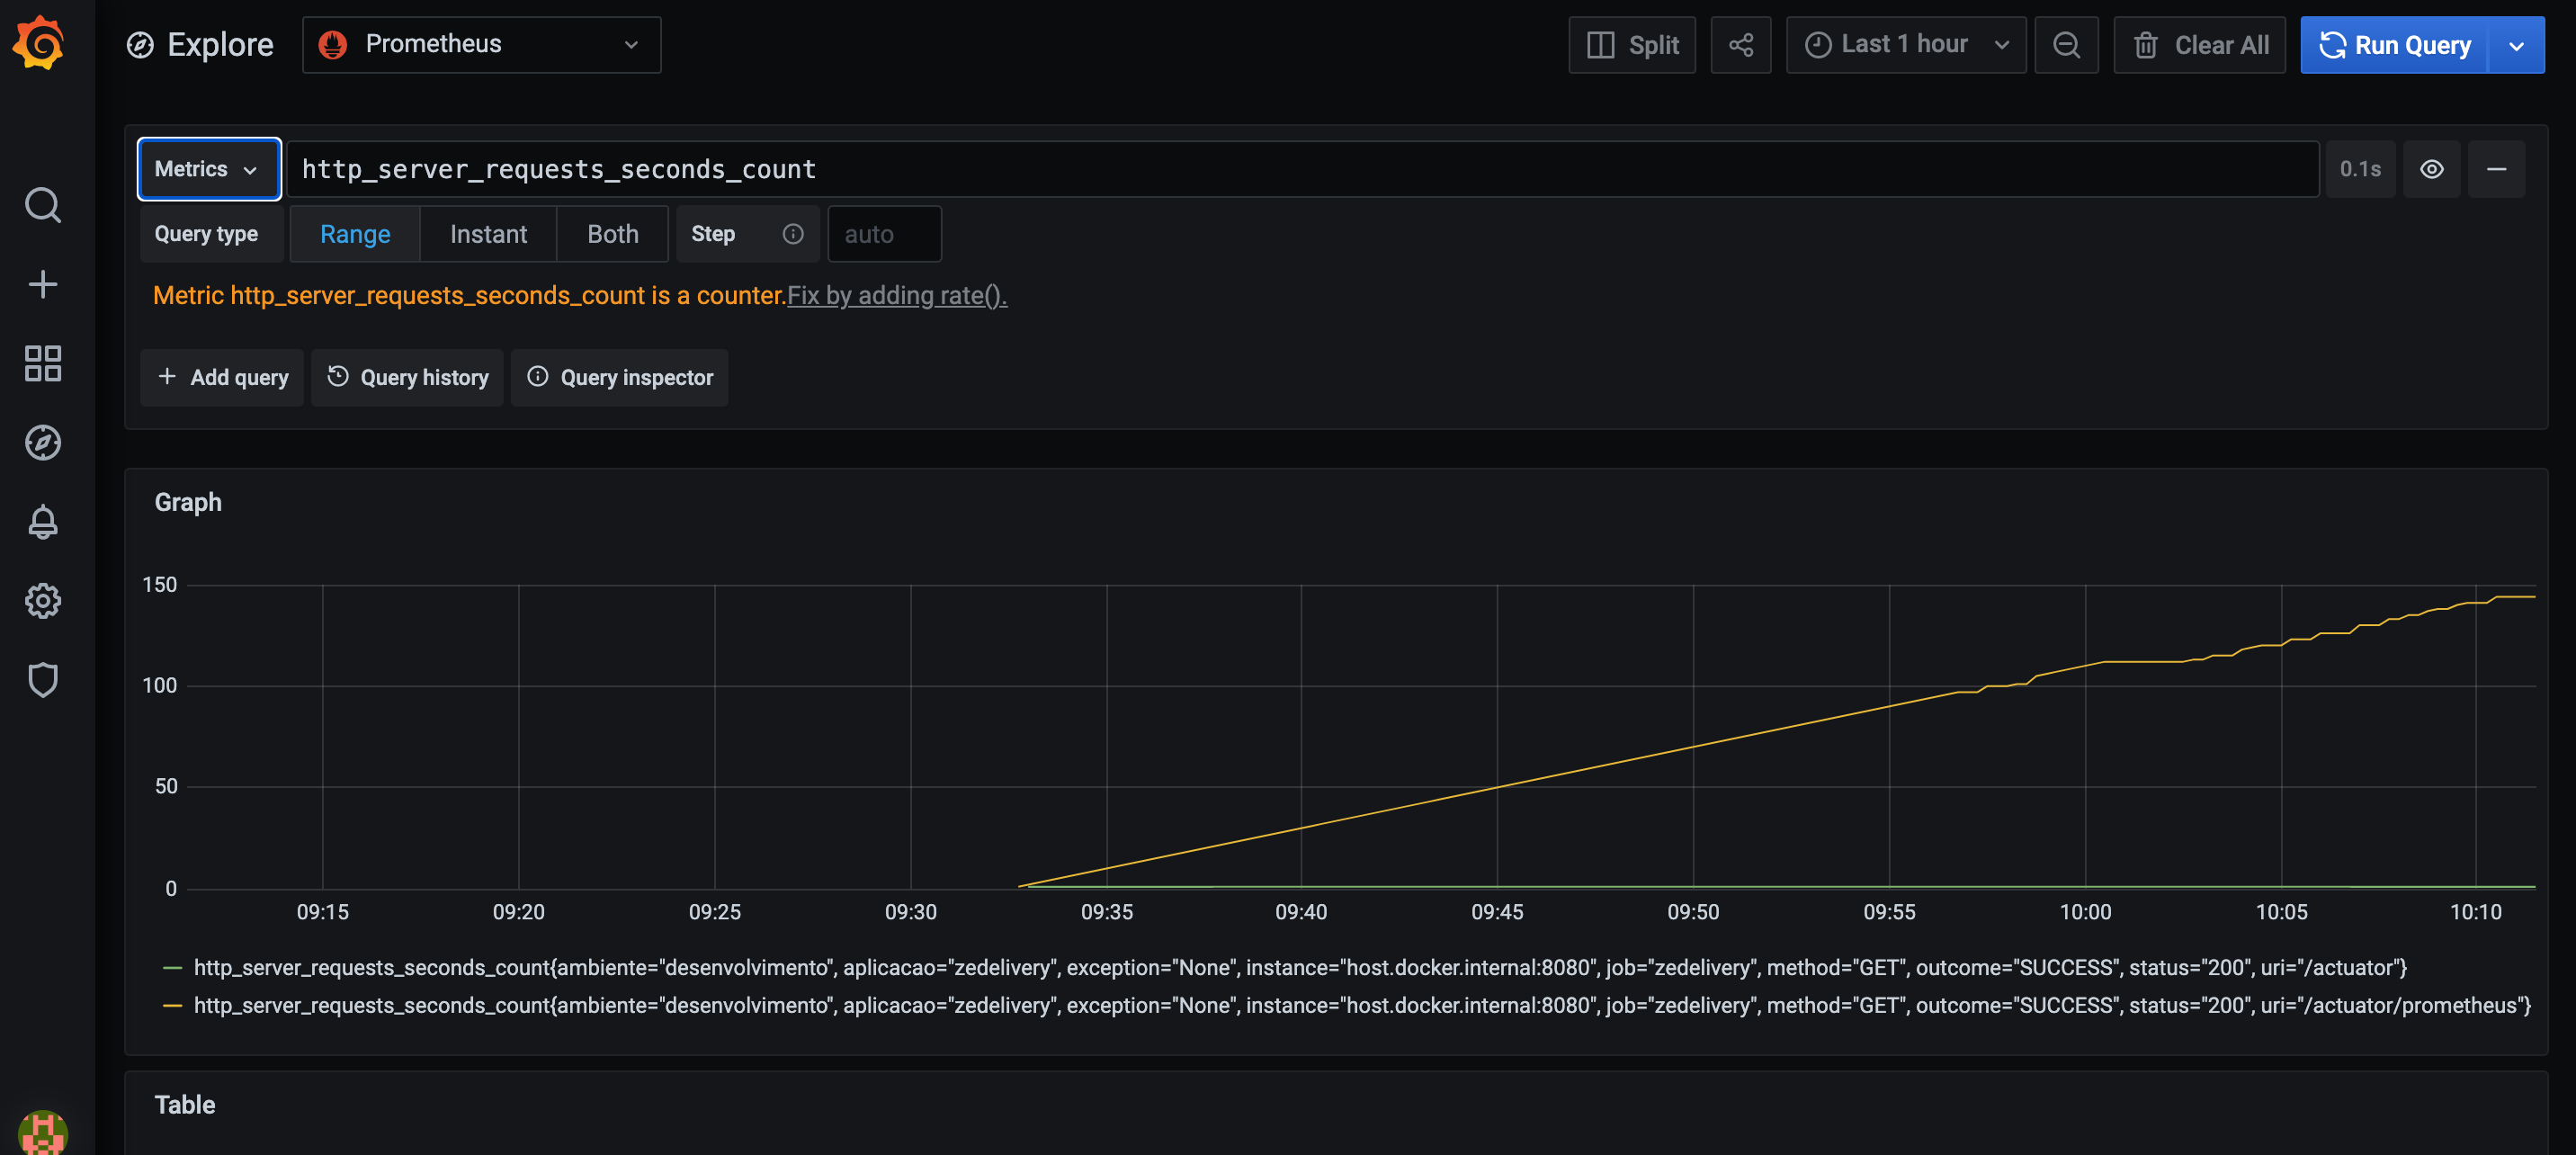 Explore Prometheus Split Last 1 hour Clear All Run Query
Metrics http_server_requests_seconds_count 0.1s
Query type Range Instant Both Step auto
Metric http_server_requests_seconds_count is a counter.Fix by adding rate().
+ Add query Query history Query inspector
Graph
150
100
50
0
09:15 09:20 09:25 09:30 09:35 09:40 09:45 09:50 09:55 10:00 10:05 10:10
http_server_requests_seconds_count{ambiente="desenvolvimento", aplicacao="zedelivery", exception="None", instance="host.docker.internal:8080", job="zedelivery", method="GET", outcome="SUCCESS", status="200", uri="/actuator"}
http_server_requests_seconds_count{ambiente="desenvolvimento", aplicacao="zedelivery", exception="None", instance="host.docker.internal:8080", job="zedelivery", method="GET", outcome="SUCCESS", status="200", uri="/actuator/prometheus"}
Table